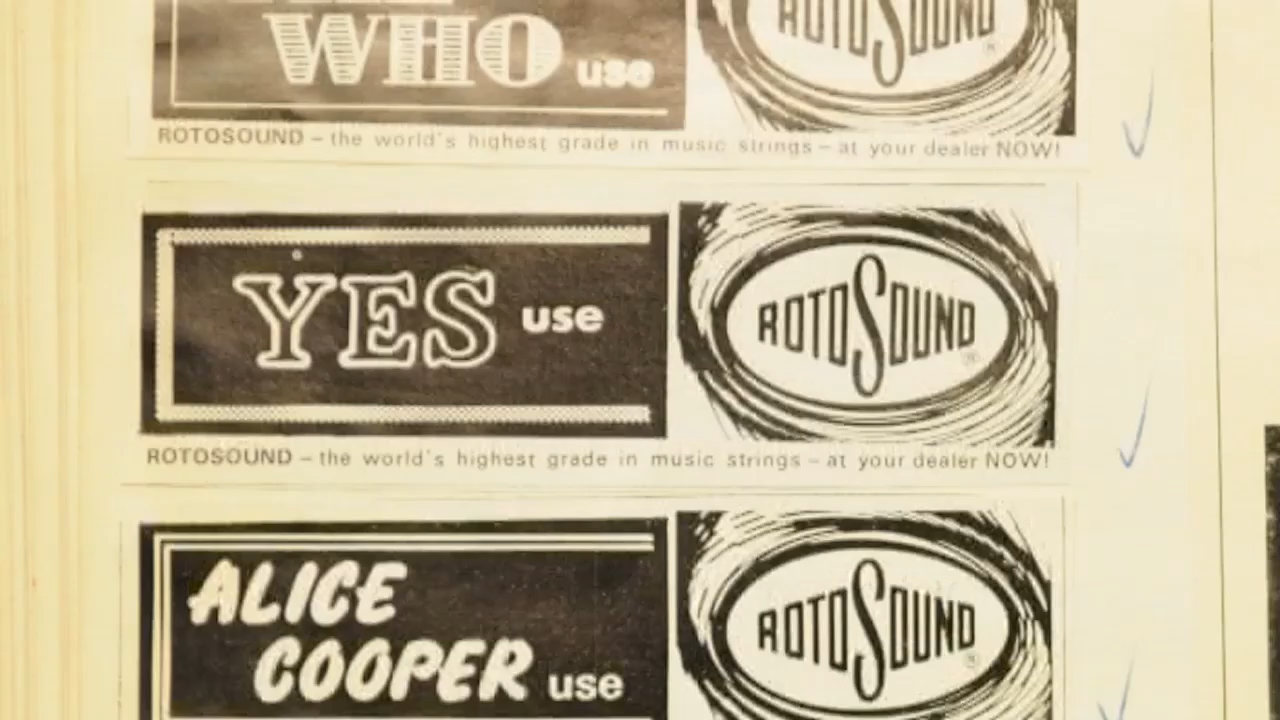 WHO use
ROTOSOUND ®
ROTOSOUND – the world's highest grade in music strings – at your dealer NOW!
YES use
ROTOSOUND ®
ROTOSOUND – the world's highest grade in music strings – at your dealer NOW!
ALICE
COOPER use
ROTOSOUND ®